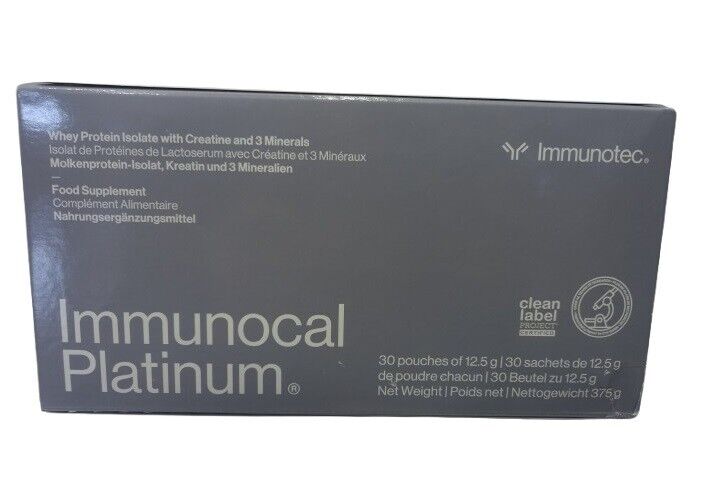 Whey Protein Isolate with Creatine and 3 Minerals
Isolat de Protéines de Lactoserum avec Créatine et 3 Minéraux
Molkenprotein-Isolat, Kreatin und 3 Mineralien
Food Supplement
Complément Alimentaire
Nahrungsergänzungsmittel
Immunotec®
Immunocal
Platinum®
clean
label
PROJECT
CERTIFIED
30 pouches of 12.5 g | 30 sachets de 12.5 g
de poudre chacun | 30 Beutel zu 12.5 g
Net Weight | Poids net | Nettogewicht 375 g